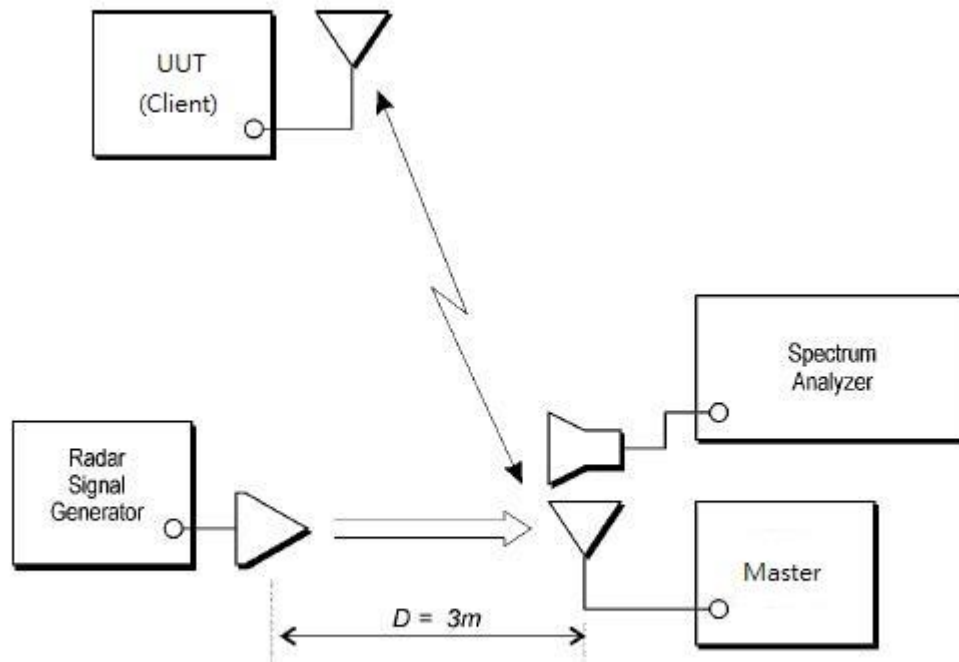 UUT
(Client)
Spectrum
Analyzer
Radar
Signal
Generator
Master
D = 3m